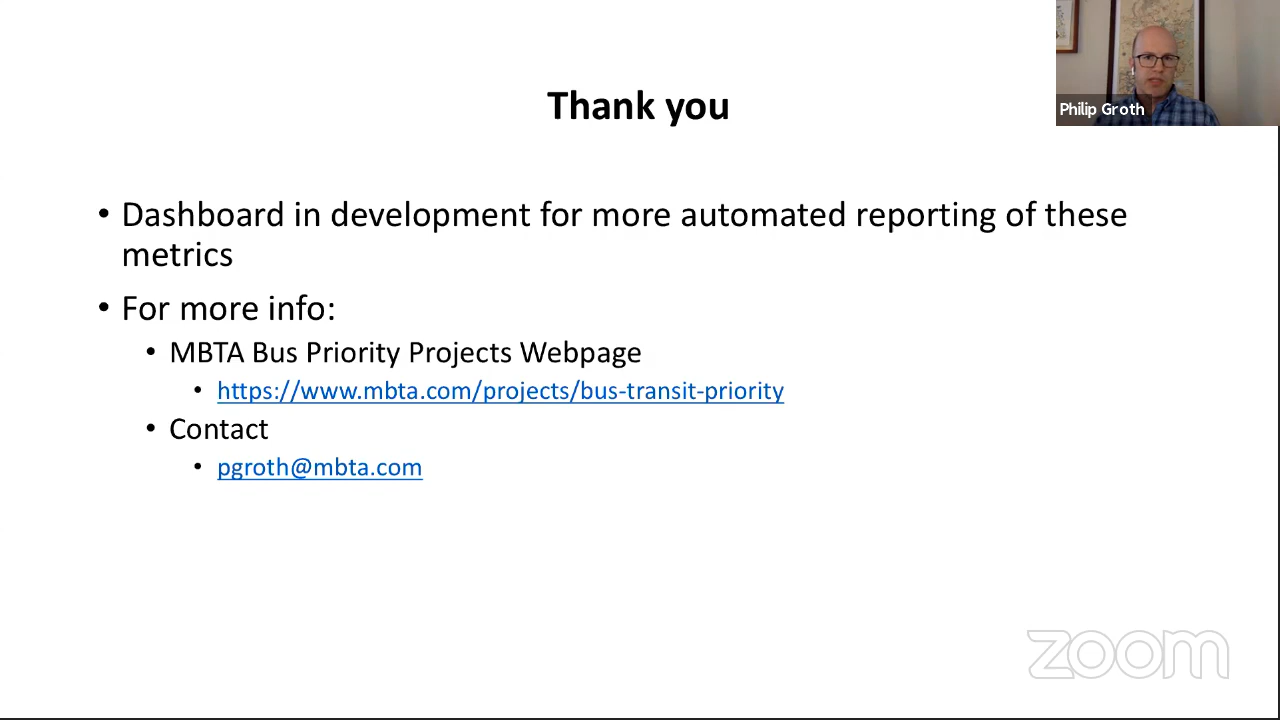 Philip Groth
Thank you
• Dashboard in development for more automated reporting of these
metrics
• For more info:
• MBTA Bus Priority Projects Webpage
• https://www.mbta.com/projects/bus-transit-priority
• Contact
• pgroth@mbta.com
zoom